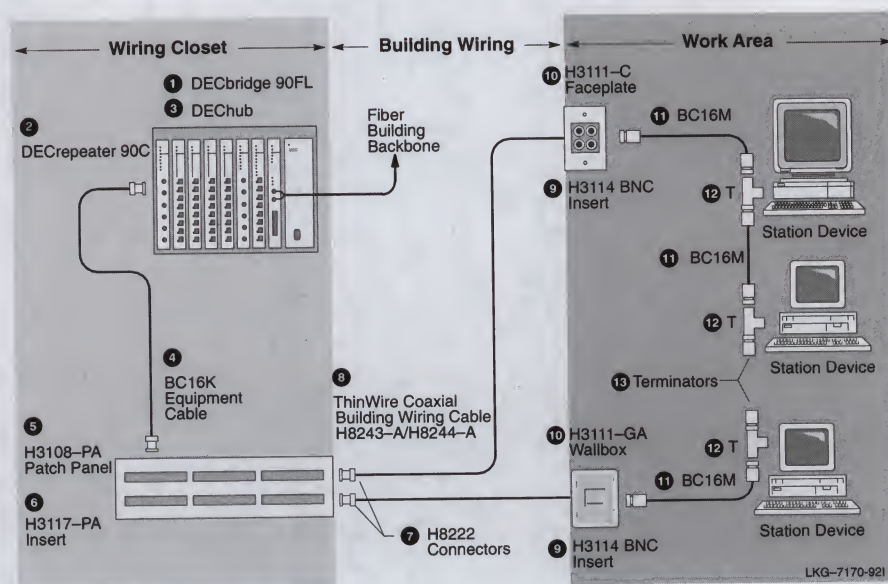 Wiring Closet
Building Wiring
Work Area
1 DECbridge 90FL
3 DEChub
2
DECrepeater 90C
Fiber
Building
Backbone
10 H3111–C
Faceplate
11 BC16M
9 H3114 BNC
Insert
12 T
Station Device
11 BC16M
12 T
Station Device
13 Terminators
4
BC16K
Equipment
Cable
8
ThinWire Coaxial
Building Wiring Cable
H8243–A/H8244–A
5
H3108–PA
Patch Panel
6
H3117–PA
Insert
7 H8222
Connectors
10 H3111–GA
Wallbox
12 T
11 BC16M
9 H3114 BNC
Insert
Station Device
LKG–7170-92I